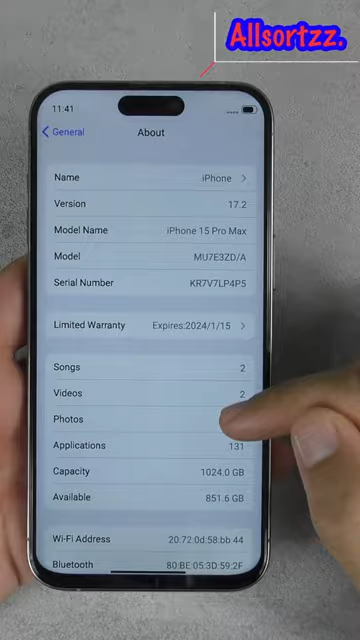 Allsortzz.
11:41
General
About
Name iPhone
Version 17.2
Model Name iPhone 15 Pro Max
Model MU7E3ZD/A
Serial Number KR7V7LP4P5
Limited Warranty Expires:2024/1/15
Songs 2
Videos 2
Photos
Applications 131
Capacity 1024.0 GB
Available 851.6 GB
Wi-Fi Address 20:72:0d:58:bb:44
Bluetooth 80:BE:05:3D:59:2F